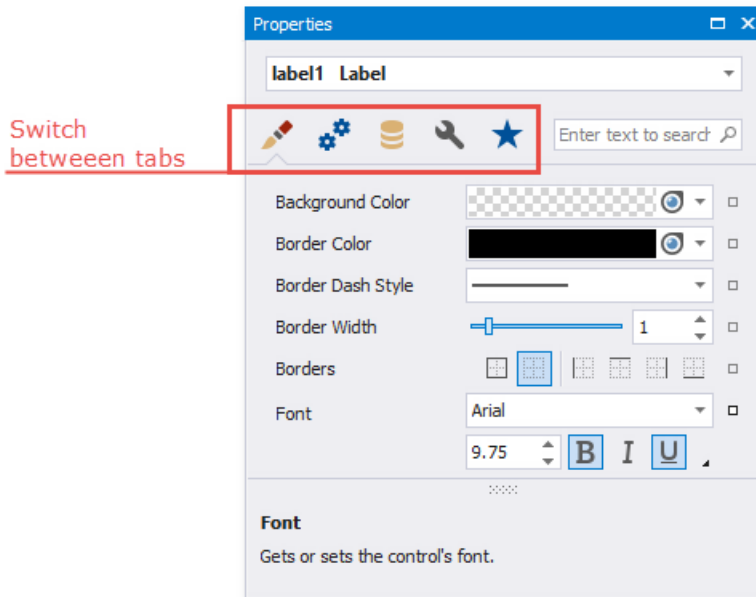 Properties
label1 Label
Switch
betweeen tabs
Enter text to search
Background Color
Border Color
Border Dash Style
Border Width 1
Borders
Font Arial
9.75 B I U
Font
Gets or sets the control's font.